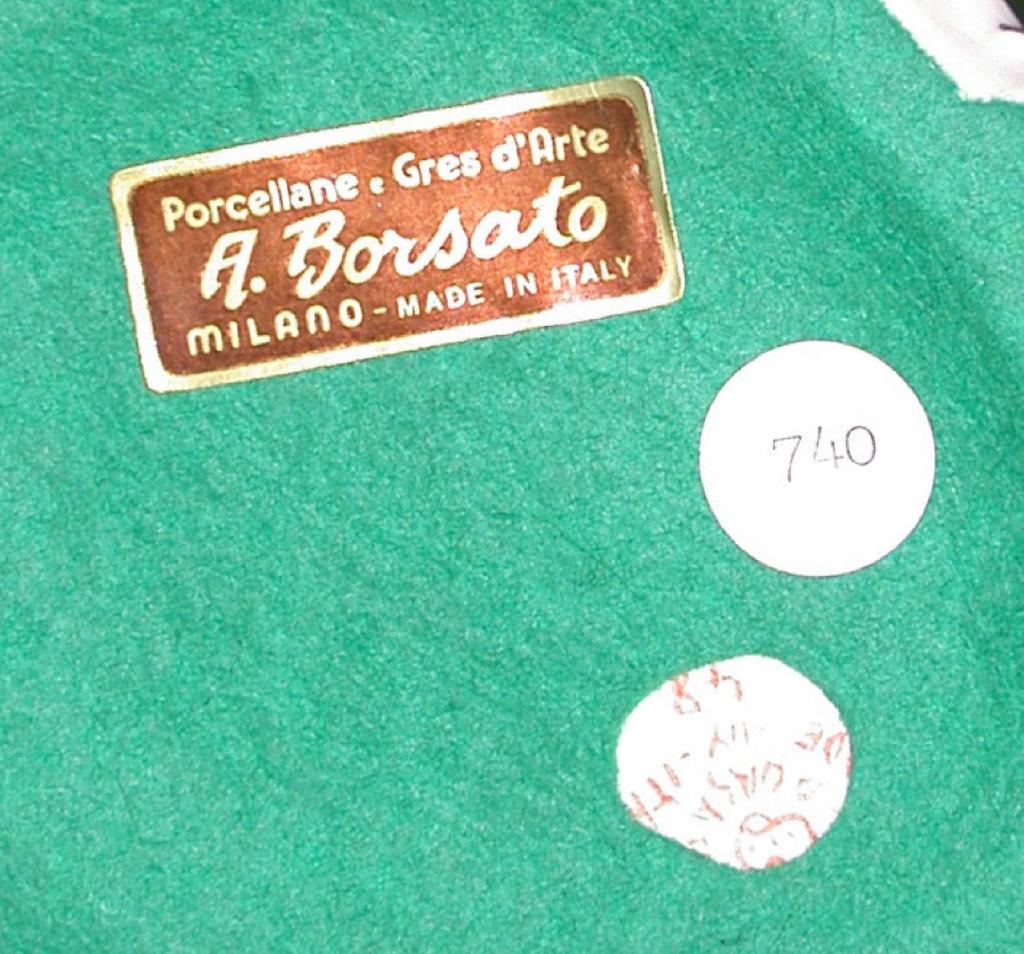 Porcellane e Gres d'Arte
A. Borsato
MILANO - MADE IN ITALY
740